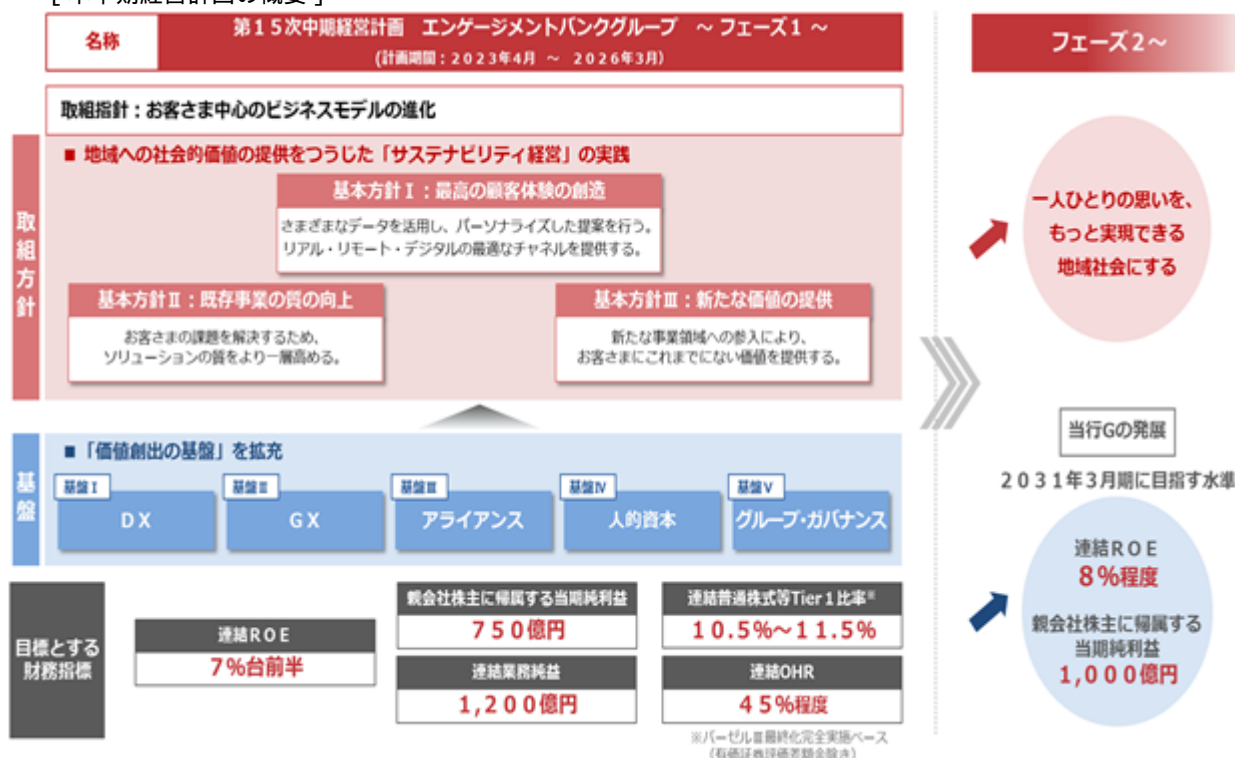 [ 本中期経営計画の概要 ]
名称
第15次中期経営計画 エンゲージメントバンクグループ ～ フェーズ1 ～
(計画期間：2023年4月 ～ 2026年3月)
フェーズ2～
取組指針：お客さま中心のビジネスモデルの進化
取組方針
■ 地域への社会的価値の提供をつうじた「サステナビリティ経営」の実践
基本方針Ⅰ：最高の顧客体験の創造
さまざまなデータを活用し、パーソナライズした提案を行う。
リアル・リモート・デジタルの最適なチャネルを提供する。
基本方針Ⅱ：既存事業の質の向上
お客さまの課題を解決するため、
ソリューションの質をより一層高める。
基本方針Ⅲ：新たな価値の提供
新たな事業領域への参入により、
お客さまにこれまでにない価値を提供する。
一人ひとりの思いを、
もっと実現できる
地域社会にする
基盤
■「価値創出の基盤」を拡充
基盤Ⅰ
DX
基盤Ⅱ
GX
基盤Ⅲ
アライアンス
基盤Ⅳ
人的資本
基盤Ⅴ
グループ・ガバナンス
当行Gの発展
2031年3月期に目指す水準
連結ROE
8%程度
親会社株主に帰属する
当期純利益
1,000億円
目標とする
財務指標
連結ROE
7%台前半
親会社株主に帰属する当期純利益
750億円
連結普通株式等Tier1比率※
10.5%～11.5%
連結業務純益
1,200億円
連結OHR
45%程度
※バーゼルⅢ最終化完全実施ベース
(有価証券評価差額金除き)